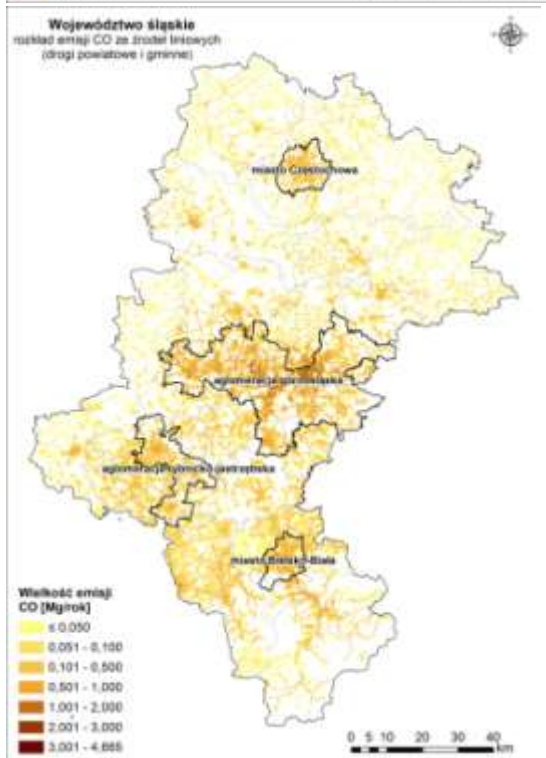 Województwo śląskie
rozkład emisji CO ze źródeł liniowych
(drogi powiatowe i gminne)
miasto Częstochowa
aglomeracja górnośląska
aglomeracja rybnicko-jastrzębska
miasto Bielsko-Biała
Wielkość emisji
CO [Mg/rok]
≤ 0,050
0,051 - 0,100
0,101 - 0,500
0,501 - 1,000
1,001 - 2,000
2,001 - 3,000
3,001 - 4,665
0 5 10 20 30 40
km